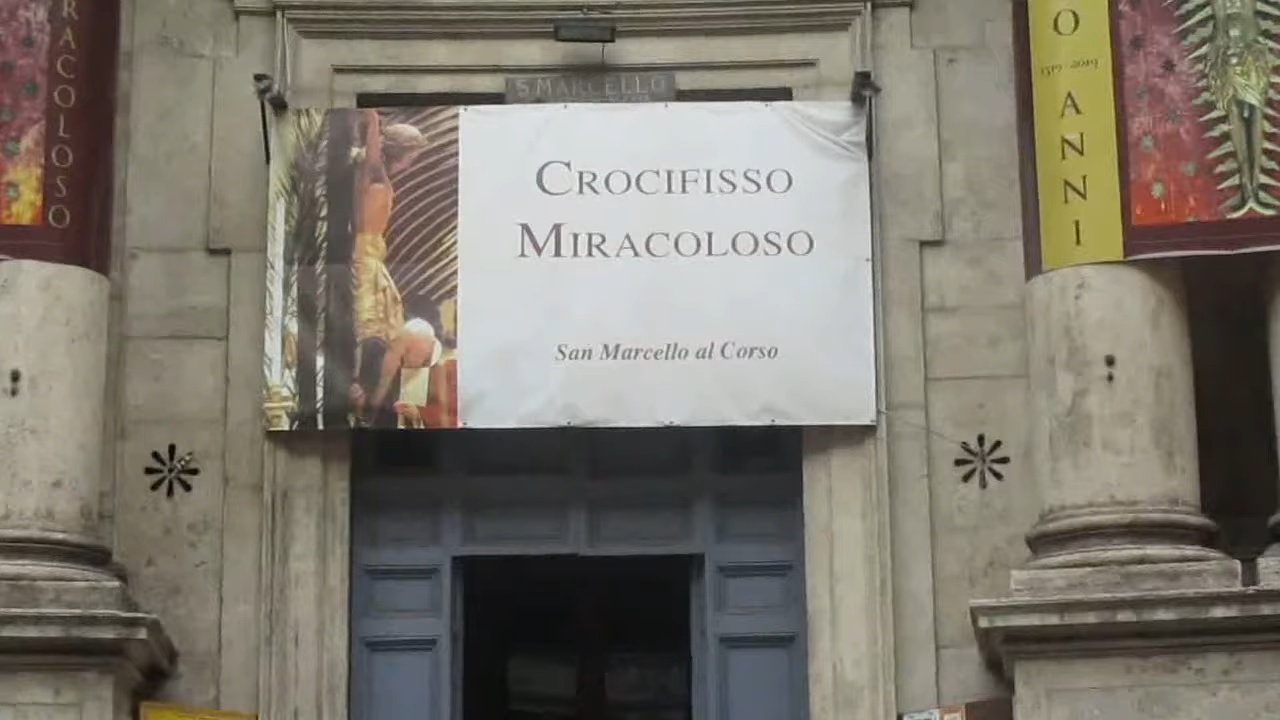 RACOLOSO
S MARCELLO
CROCIFISSO
MIRACOLOSO
San Marcello al Corso
O ANNI
1519-2019